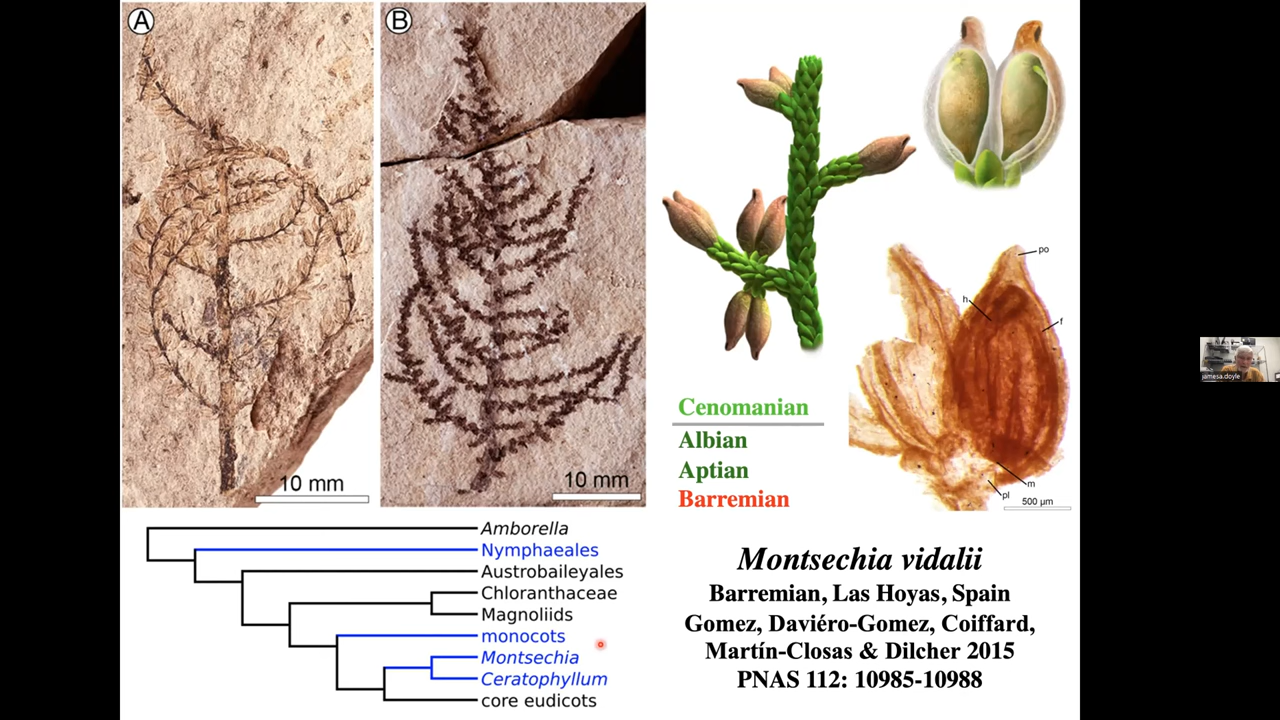 A
B
10 mm
10 mm
po
h
f
m
pl
500 µm
Cenomanian
Albian
Aptian
Barremian
Amborella
Nymphaeales
Austrobaileyales
Chloranthaceae
Magnoliids
monocots
Montsechia
Ceratophyllum
core eudicots
Montsechia vidalii
Barremian, Las Hoyas, Spain
Gomez, Daviéro-Gomez, Coiffard,
Martín-Closas & Dilcher 2015
PNAS 112: 10985-10988
jamesa.doyle